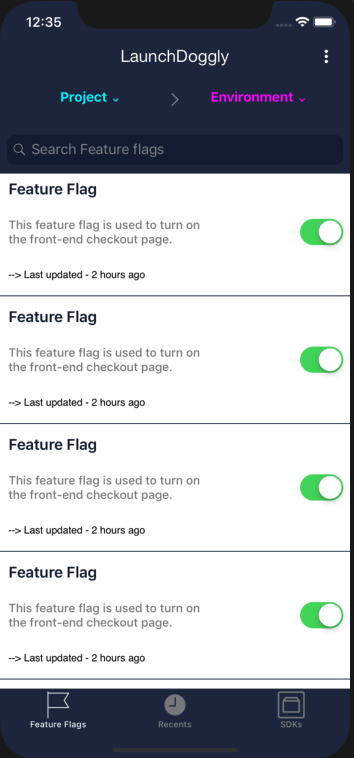 12:35
LaunchDoggly
Project
Environment
Search Feature flags
Feature Flag
This feature flag is used to turn on
the front-end checkout page.
--> Last updated - 2 hours ago
Feature Flag
This feature flag is used to turn on
the front-end checkout page.
--> Last updated - 2 hours ago
Feature Flag
This feature flag is used to turn on
the front-end checkout page.
--> Last updated - 2 hours ago
Feature Flag
This feature flag is used to turn on
the front-end checkout page.
--> Last updated - 2 hours ago
Feature Flags
Recents
SDKs